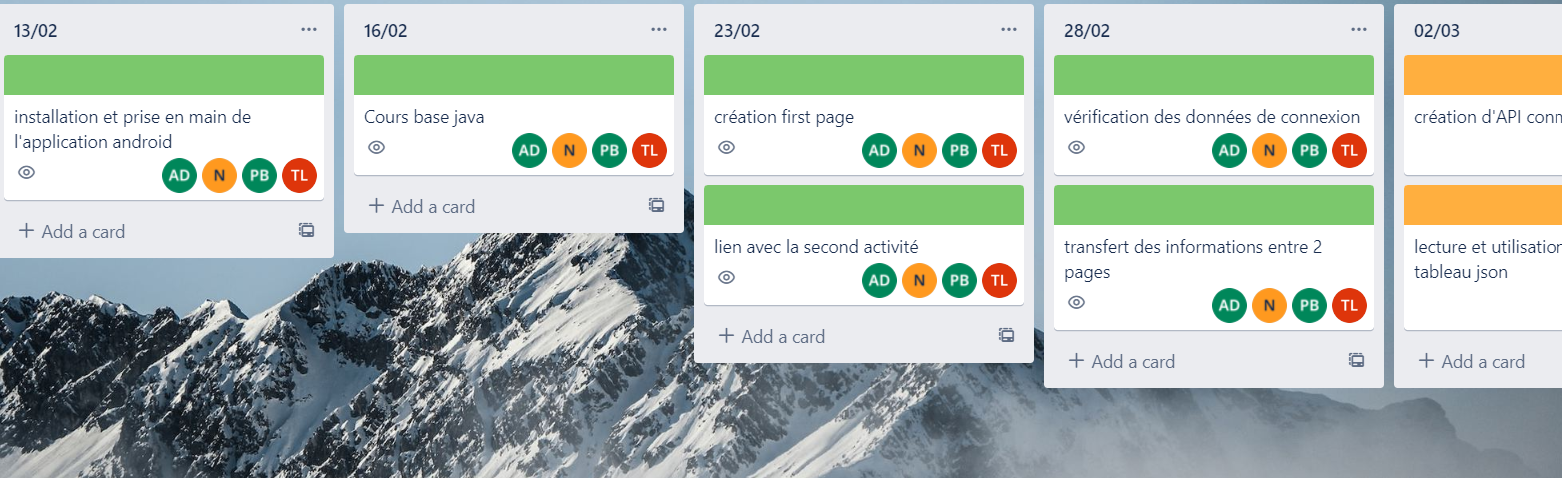 13/02
installation et prise en main de
l'application android
AD N PB TL
Add a card
16/02
Cours base java
AD N PB TL
Add a card
23/02
création first page
AD N PB TL
lien avec la second activité
AD N PB TL
Add a card
28/02
vérification des données de connexion
AD N PB TL
transfert des informations entre 2
pages
AD N PB TL
Add a card
02/03
création d'API
lecture et utilisation
tableau json
Add a card